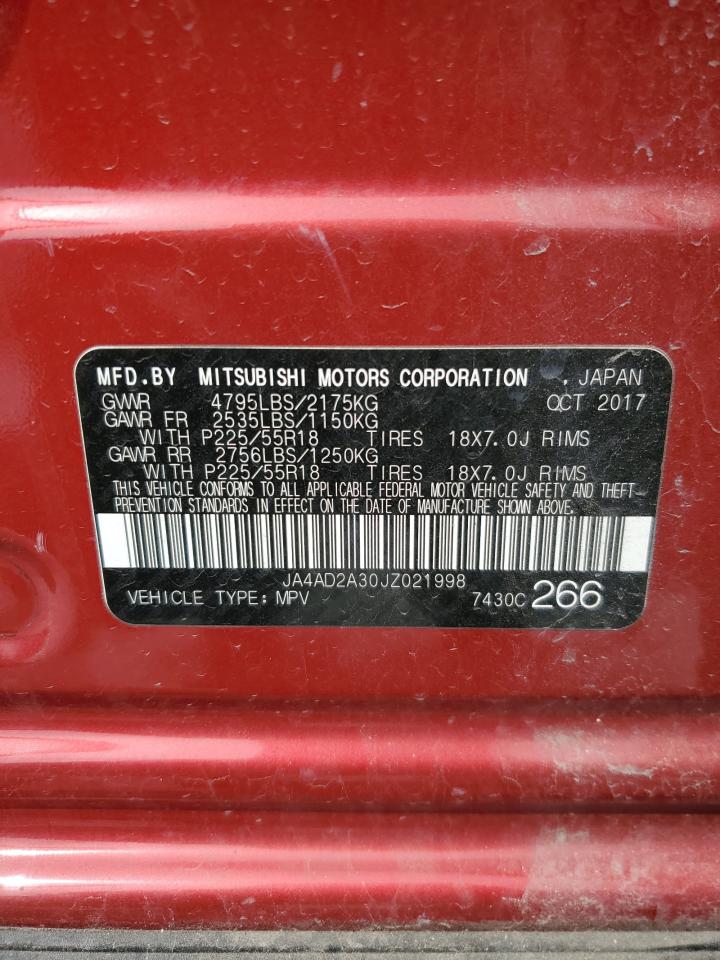 MFD.BY MITSUBISHI MOTORS CORPORATION , JAPAN
GVWR 4795LBS/2175KG OCT 2017
GAWR FR 2535LBS/1150KG
WITH P225/55R18 TIRES 18X7.0J RIMS
GAWR RR 2756LBS/1250KG
WITH P225/55R18 TIRES 18X7.0J RIMS
THIS VEHICLE CONFORMS TO ALL APPLICABLE FEDERAL MOTOR VEHICLE SAFETY AND THEFT
PREVENTION STANDARDS IN EFFECT ON THE DATE OF MANUFACTURE SHOWN ABOVE.
JA4AD2A30JZ021998
VEHICLE TYPE: MPV 7430C 266